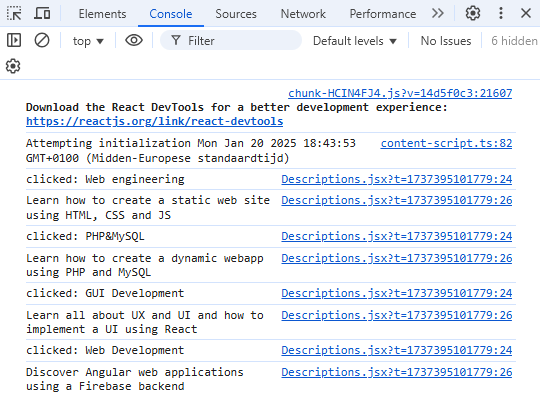 Elements Console Sources Network Performance
top Filter Default levels No Issues 6 hidden
chunk-HCIN4FJ4.js?v=14d5f0c3:21607
Download the React DevTools for a better development experience:
https://reactjs.org/link/react-devtools
Attempting initialization Mon Jan 20 2025 18:43:53 content-script.ts:82
GMT+0100 (Midden-Europese standaardtijd)
clicked: Web engineering Descriptions.jsx?t=1737395101779:24
Learn how to create a static web site Descriptions.jsx?t=1737395101779:26
using HTML, CSS and JS
clicked: PHP&MySQL Descriptions.jsx?t=1737395101779:24
Learn how to create a dynamic webapp Descriptions.jsx?t=1737395101779:26
using PHP and MySQL
clicked: GUI Development Descriptions.jsx?t=1737395101779:24
Learn all about UX and UI and how to Descriptions.jsx?t=1737395101779:26
implement a UI using React
clicked: Web Development Descriptions.jsx?t=1737395101779:24
Discover Angular web applications Descriptions.jsx?t=1737395101779:26
using a Firebase backend